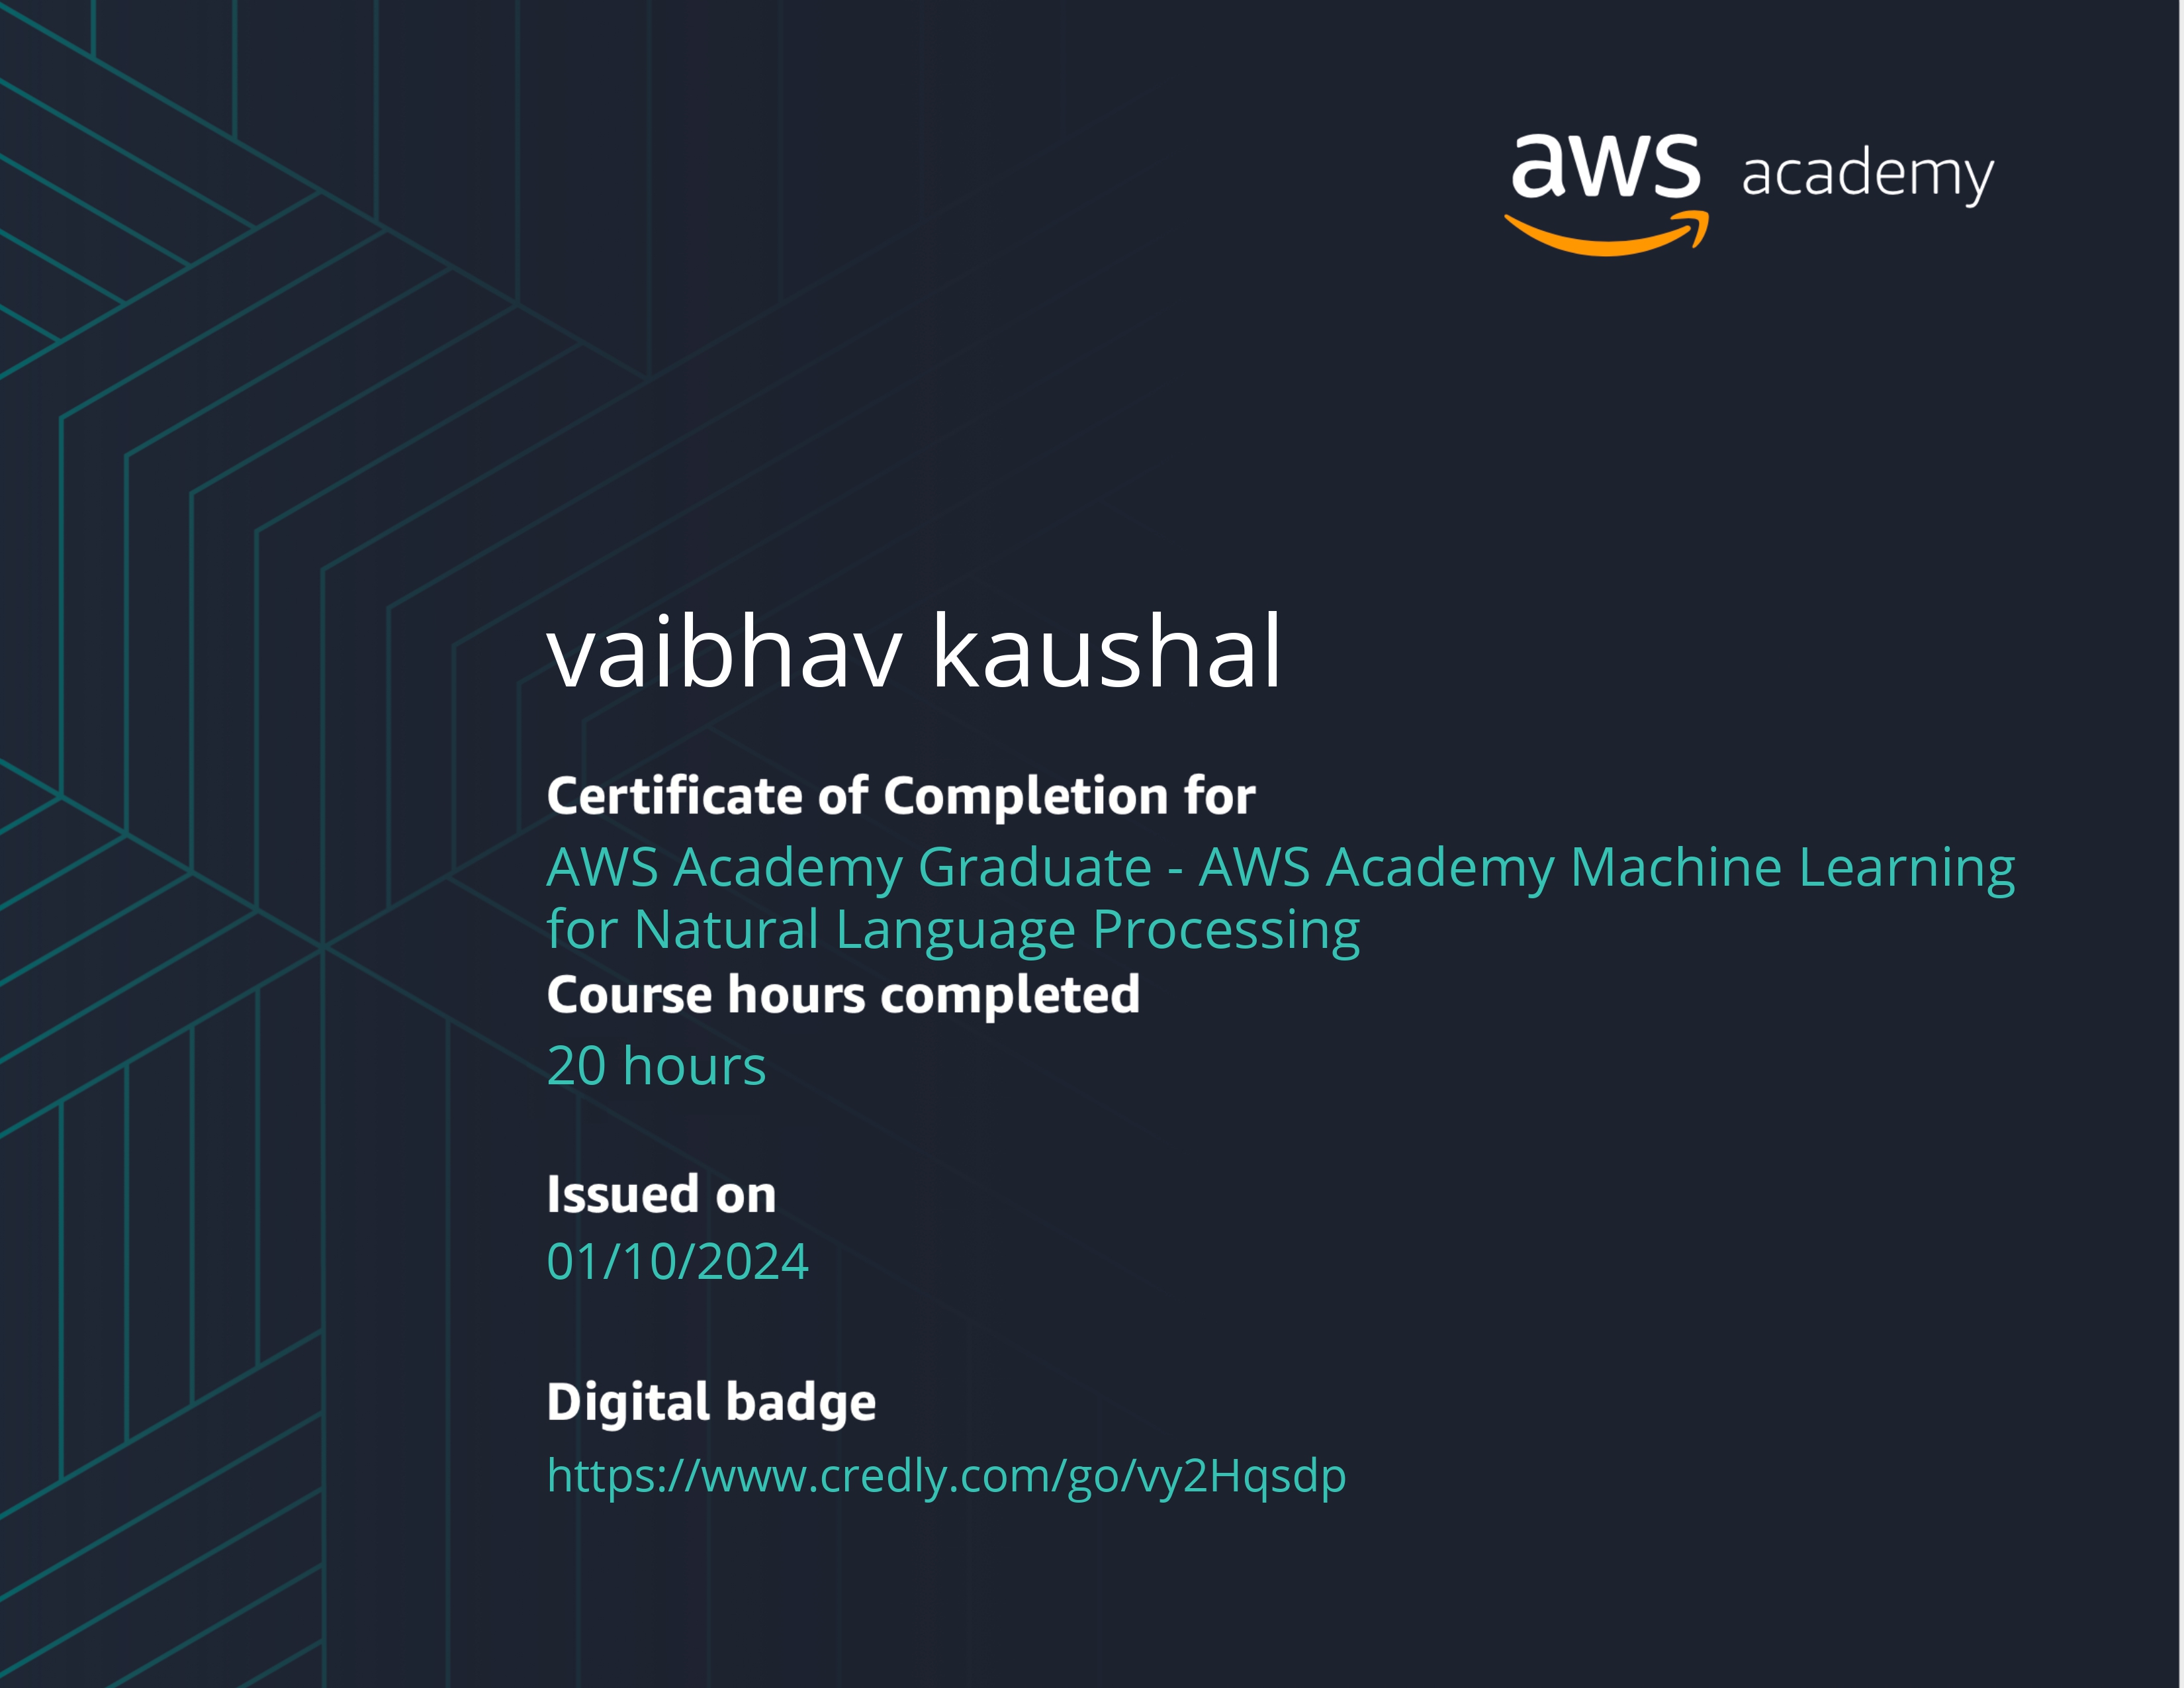 aws academy
vaibhav kaushal
Certificate of Completion for
AWS Academy Graduate - AWS Academy Machine Learning
for Natural Language Processing
Course hours completed
20 hours
Issued on
01/10/2024
Digital badge
https://www.credly.com/go/vy2Hqsdp